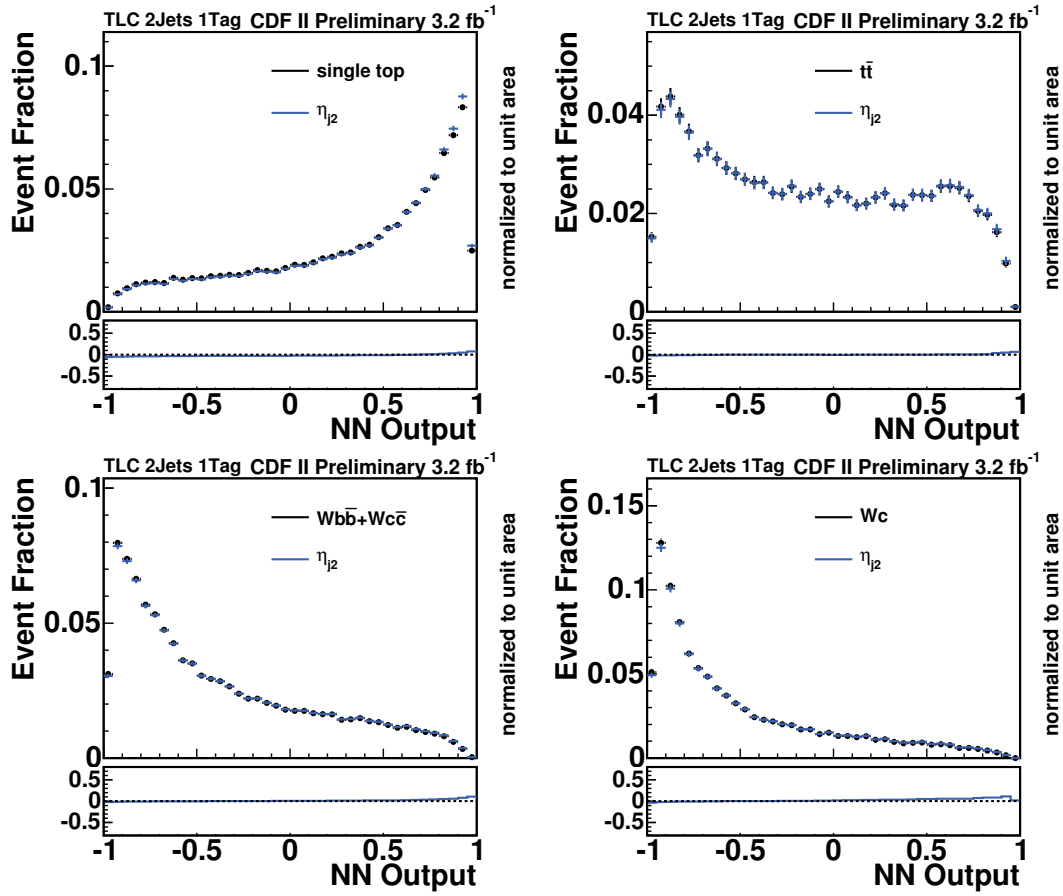 TLC 2Jets 1Tag CDF II Preliminary 3.2 fb⁻¹
Event Fraction
normalized to unit area
0.1
0.05
0
single top
ηj2
0.5
0
-0.5
-1 -0.5 0 0.5 1
NN Output
TLC 2Jets 1Tag CDF II Preliminary 3.2 fb⁻¹
Event Fraction
normalized to unit area
0.04
0.02
0
tt̄
ηj2
0.5
0
-0.5
-1 -0.5 0 0.5 1
NN Output
TLC 2Jets 1Tag CDF II Preliminary 3.2 fb⁻¹
Event Fraction
normalized to unit area
0.1
0.05
0
Wbb̄+Wcc̄
ηj2
0.5
0
-0.5
-1 -0.5 0 0.5 1
NN Output
TLC 2Jets 1Tag CDF II Preliminary 3.2 fb⁻¹
Event Fraction
normalized to unit area
0.15
0.1
0.05
0
Wc
ηj2
0.5
0
-0.5
-1 -0.5 0 0.5 1
NN Output